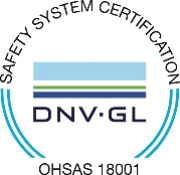 SAFETY SYSTEM CERTIFICATION
DNV·GL
OHSAS 18001